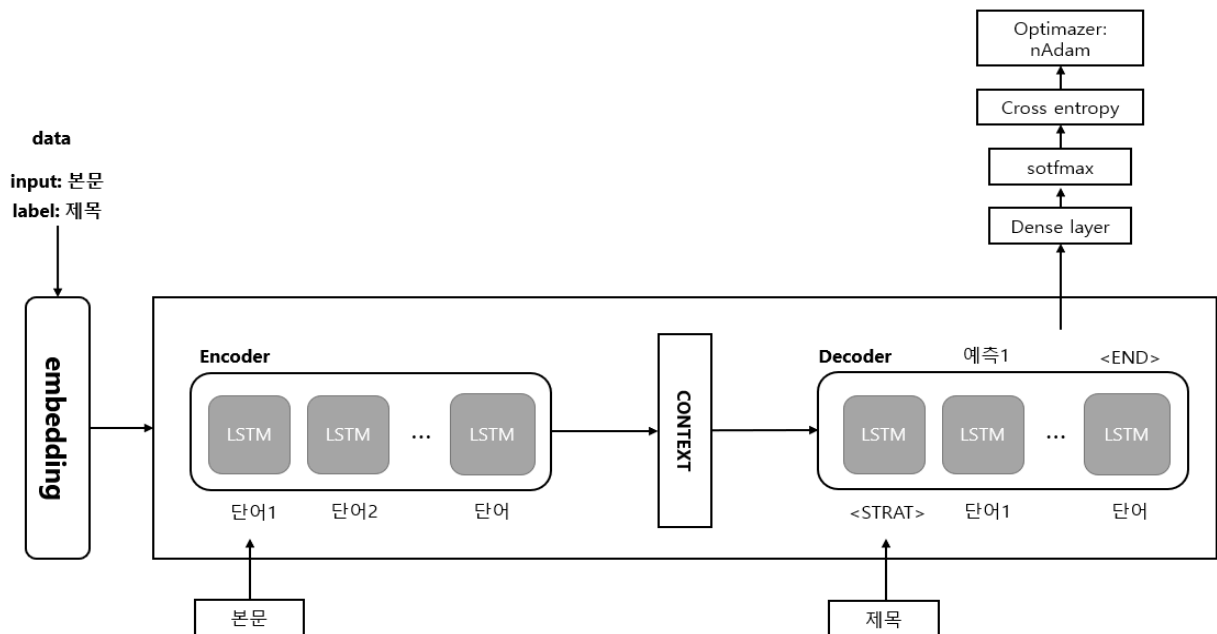 Optimazer:
nAdam
Cross entropy
sotfmax
Dense layer
data
input: 본문
label: 제목
embedding
Encoder
LSTM LSTM ... LSTM
단어1 단어2 단어
본문
CONTEXT
Decoder 예측1 <END>
LSTM LSTM ... LSTM
<STRAT> 단어1 단어
제목